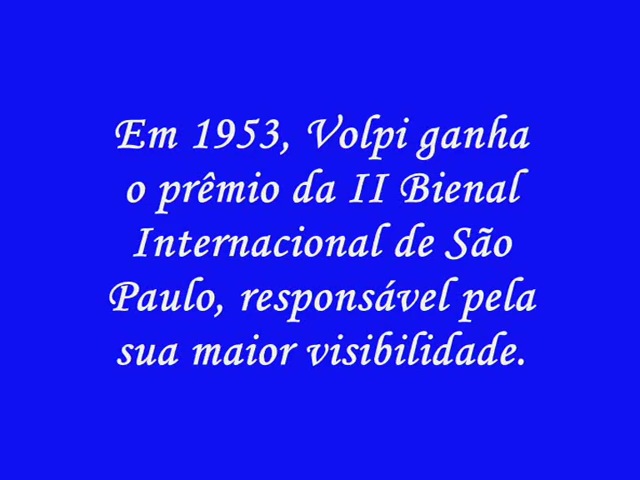 Em 1953, Volpi ganha
o prêmio da II Bienal
Internacional de São
Paulo, responsável pela
sua maior visibilidade.